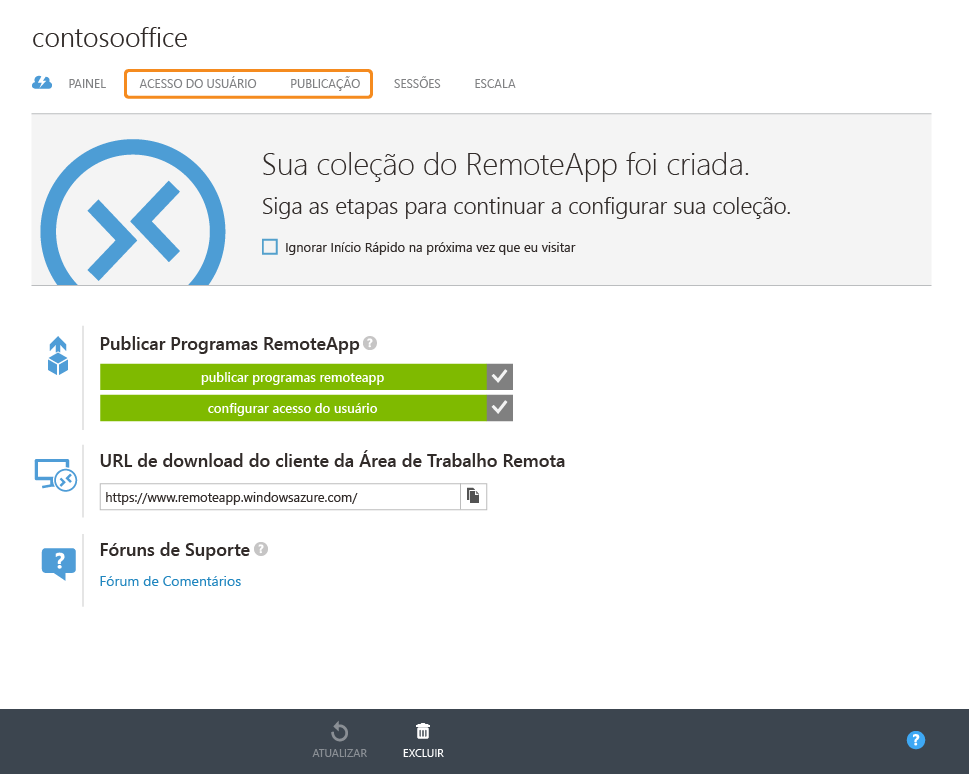 contosooffice
PAINEL ACESSO DO USUÁRIO PUBLICAÇÃO SESSÕES ESCALA
Sua coleção do RemoteApp foi criada.
Siga as etapas para continuar a configurar sua coleção.
Ignorar Início Rápido na próxima vez que eu visitar
Publicar Programas RemoteApp ?
publicar programas remoteapp
configurar acesso do usuário
URL de download do cliente da Área de Trabalho Remota
https://www.remoteapp.windowsazure.com/
Fóruns de Suporte ?
Fórum de Comentários
ATUALIZAR EXCLUIR ?